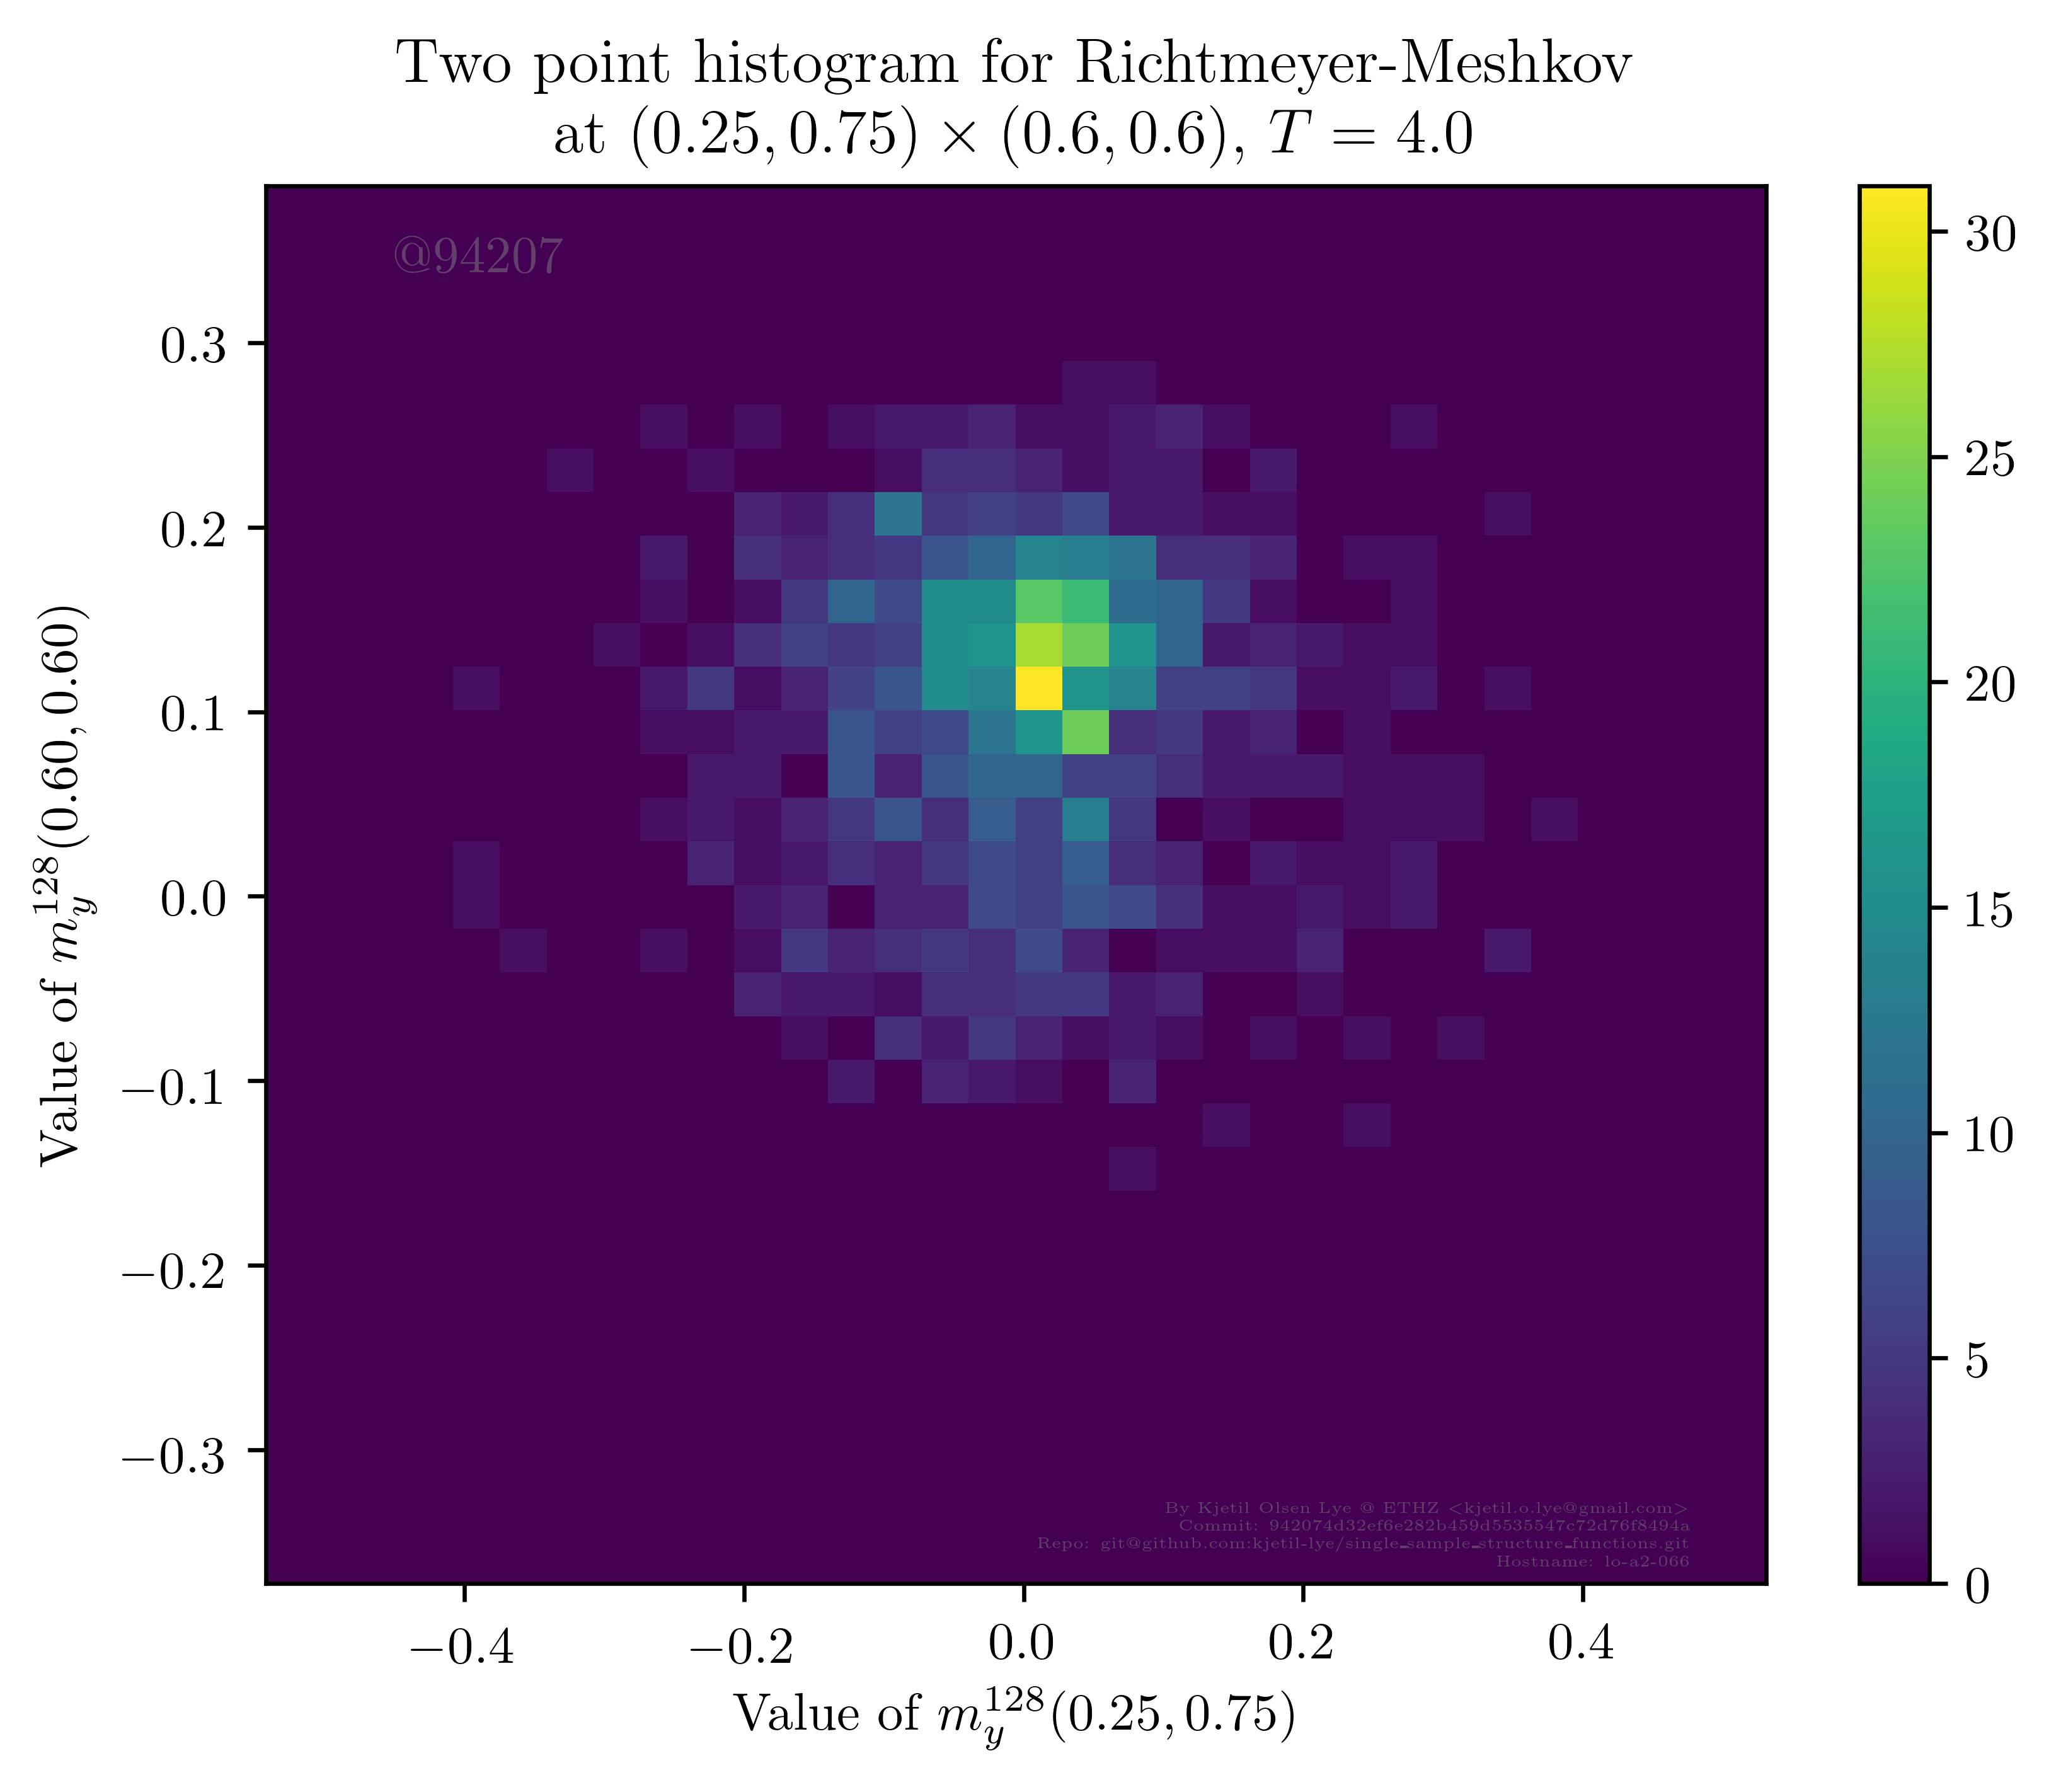 Two point histogram for Richtmeyer-Meshkov
at (0.25, 0.75) × (0.6, 0.6), T = 4.0
@94207
30
25
20
15
10
5
0
0.3
0.2
0.1
0.0
−0.1
−0.2
−0.3
Value of m_y^128(0.60, 0.60)
By Kjetil Olsen Lye @ ETHZ <kjetil.o.lye@gmail.com>
Commit: 942074d32ef6e282b459d5535547c72d76f8494a
Repo: git@github.com:kjetil-lye/single_sample_structure_functions.git
Hostname: lo-a2-066
−0.4 −0.2 0.0 0.2 0.4
Value of m_y^128(0.25, 0.75)